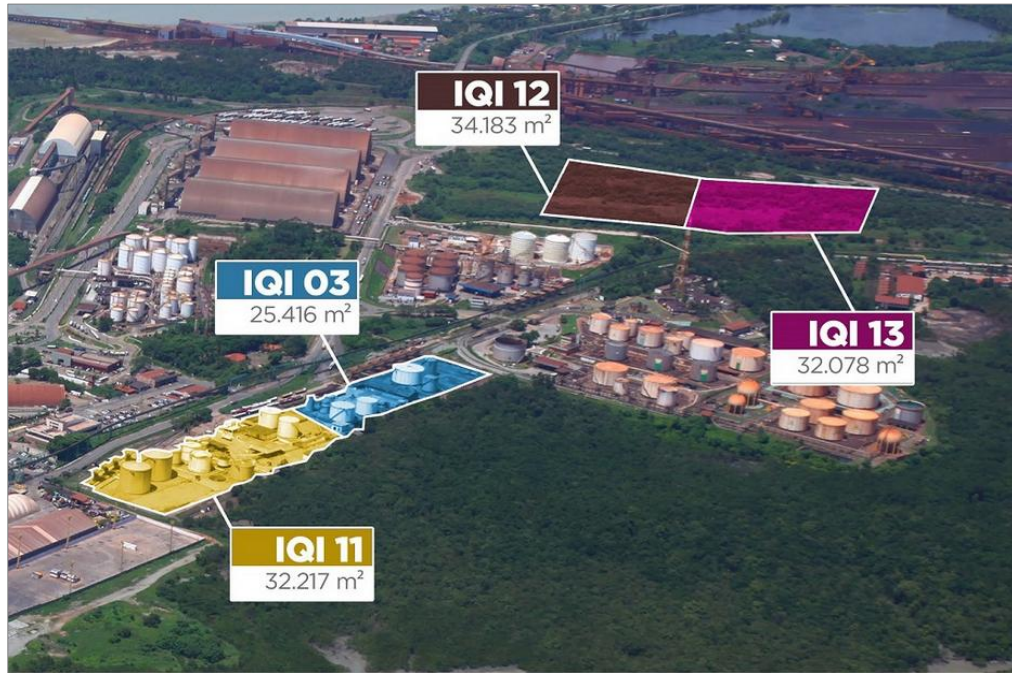 IQI 12
34.183 m²
IQI 03
25.416 m²
IQI 13
32.078 m²
IQI 11
32.217 m²